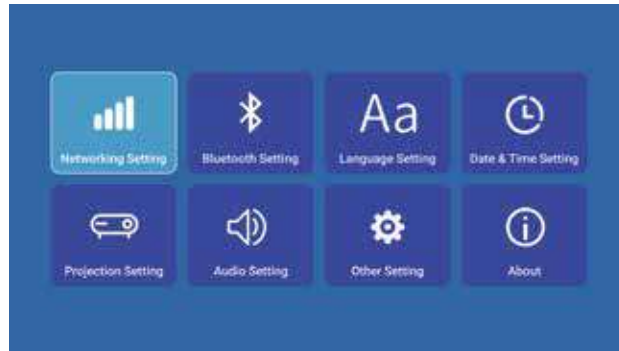 Networking Setting
Bluetooth Setting
Aa
Language Setting
Date & Time Setting
Projection Setting
Audio Setting
Other Setting
About